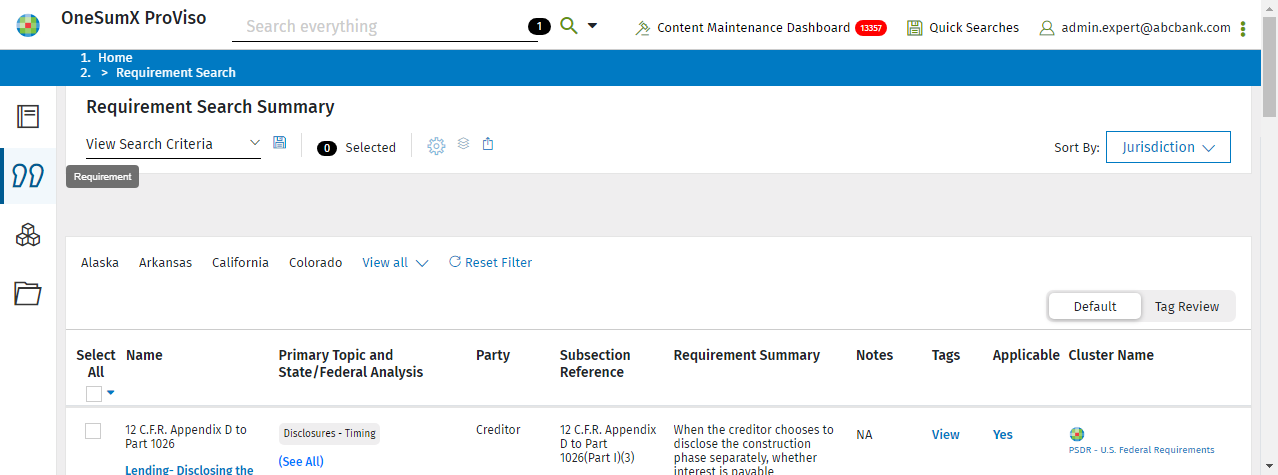 OneSumX ProViso
Search everything
1
Content Maintenance Dashboard
13357
Quick Searches
admin.expert@abcbank.com
1. Home
2. > Requirement Search
Requirement Search Summary
View Search Criteria
0 Selected
Sort By:
Jurisdiction
Requirement
Alaska
Arkansas
California
Colorado
View all
Reset Filter
Default
Tag Review
Select All
Name
Primary Topic and
State/Federal Analysis
Party
Subsection
Reference
Requirement Summary
Notes
Tags
Applicable
Cluster Name
12 C.F.R. Appendix D to
Part 1026
Lending- Disclosing the
Disclosures - Timing
(See All)
Creditor
12 C.F.R. Appendix
D to Part
1026(Part I)(3)
When the creditor chooses to
disclose the construction
phase separately, whether
interest is payable
NA
View
Yes
PSDR - U.S. Federal Requirements